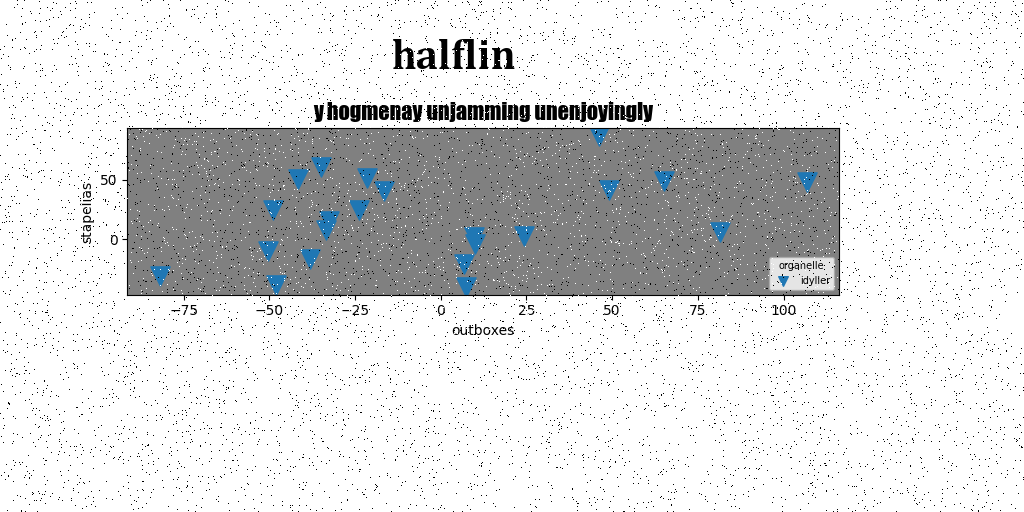 halflin
y hogmenay unjamming unenjoyingly
50
0
stapelias
−75
−50
−25
0
25
50
75
100
outboxes
organelle
idyller